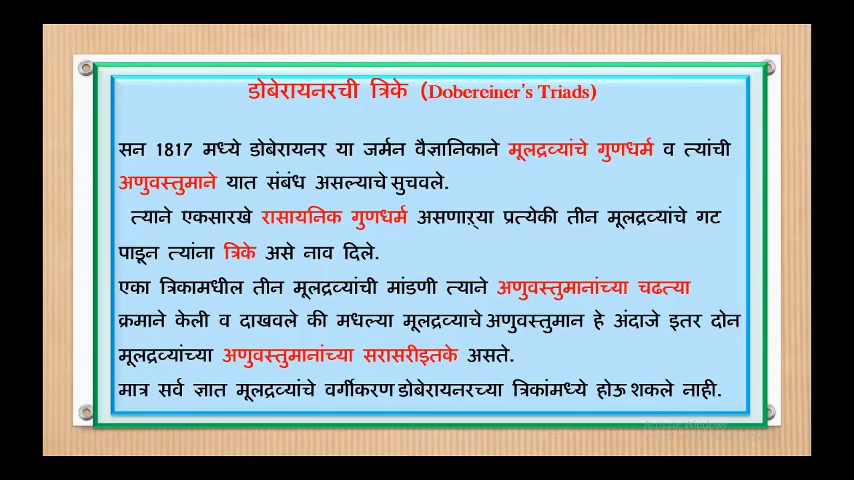 डोबेरायनरची त्रिके (Dobereiner's Triads)
सन 1817 मध्ये डोबेरायनर या जर्मन वैज्ञानिकाने मूलद्रव्यांचे गुणधर्म व त्यांची
अणुवस्तुमाने यात संबंध असल्याचे सुचवले.
त्याने एकसारखे रासायनिक गुणधर्म असणाऱ्या प्रत्येकी तीन मूलद्रव्यांचे गट
पाडून त्यांना त्रिके असे नाव दिले.
एका त्रिकामधील तीन मूलद्रव्यांची मांडणी त्याने अणुवस्तुमानांच्या चढत्या
क्रमाने केली व दाखवले की मधल्या मूलद्रव्याचे अणुवस्तुमान हे अंदाजे इतर दोन
मूलद्रव्यांच्या अणुवस्तुमानांच्या सरासरीइतके असते.
मात्र सर्व ज्ञात मूलद्रव्यांचे वर्गीकरण डोबेरायनरच्या त्रिकांमध्ये होऊ शकले नाही.
Activate Windows